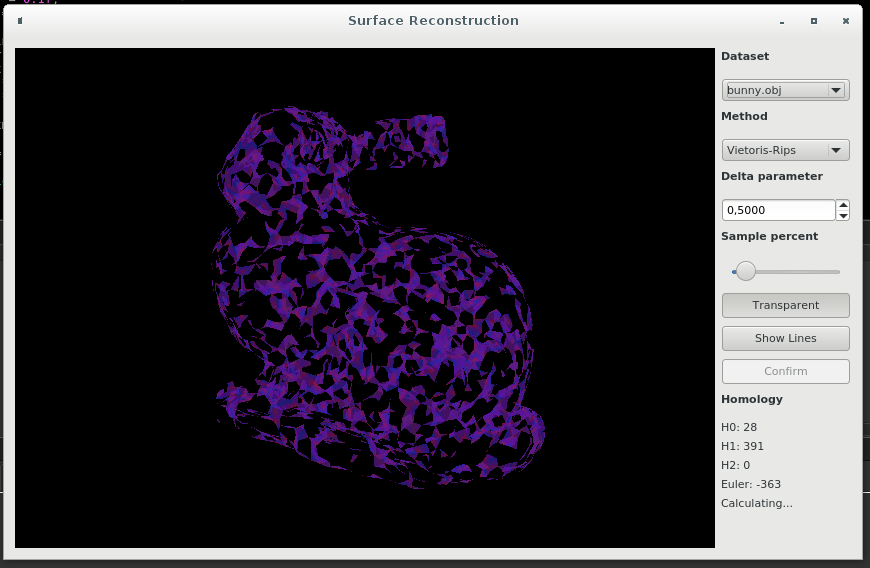 Surface Reconstruction
Dataset
bunny.obj
Method
Vietoris-Rips
Delta parameter
0,5000
Sample percent
Transparent
Show Lines
Confirm
Homology
H0: 28
H1: 391
H2: 0
Euler: -363
Calculating...